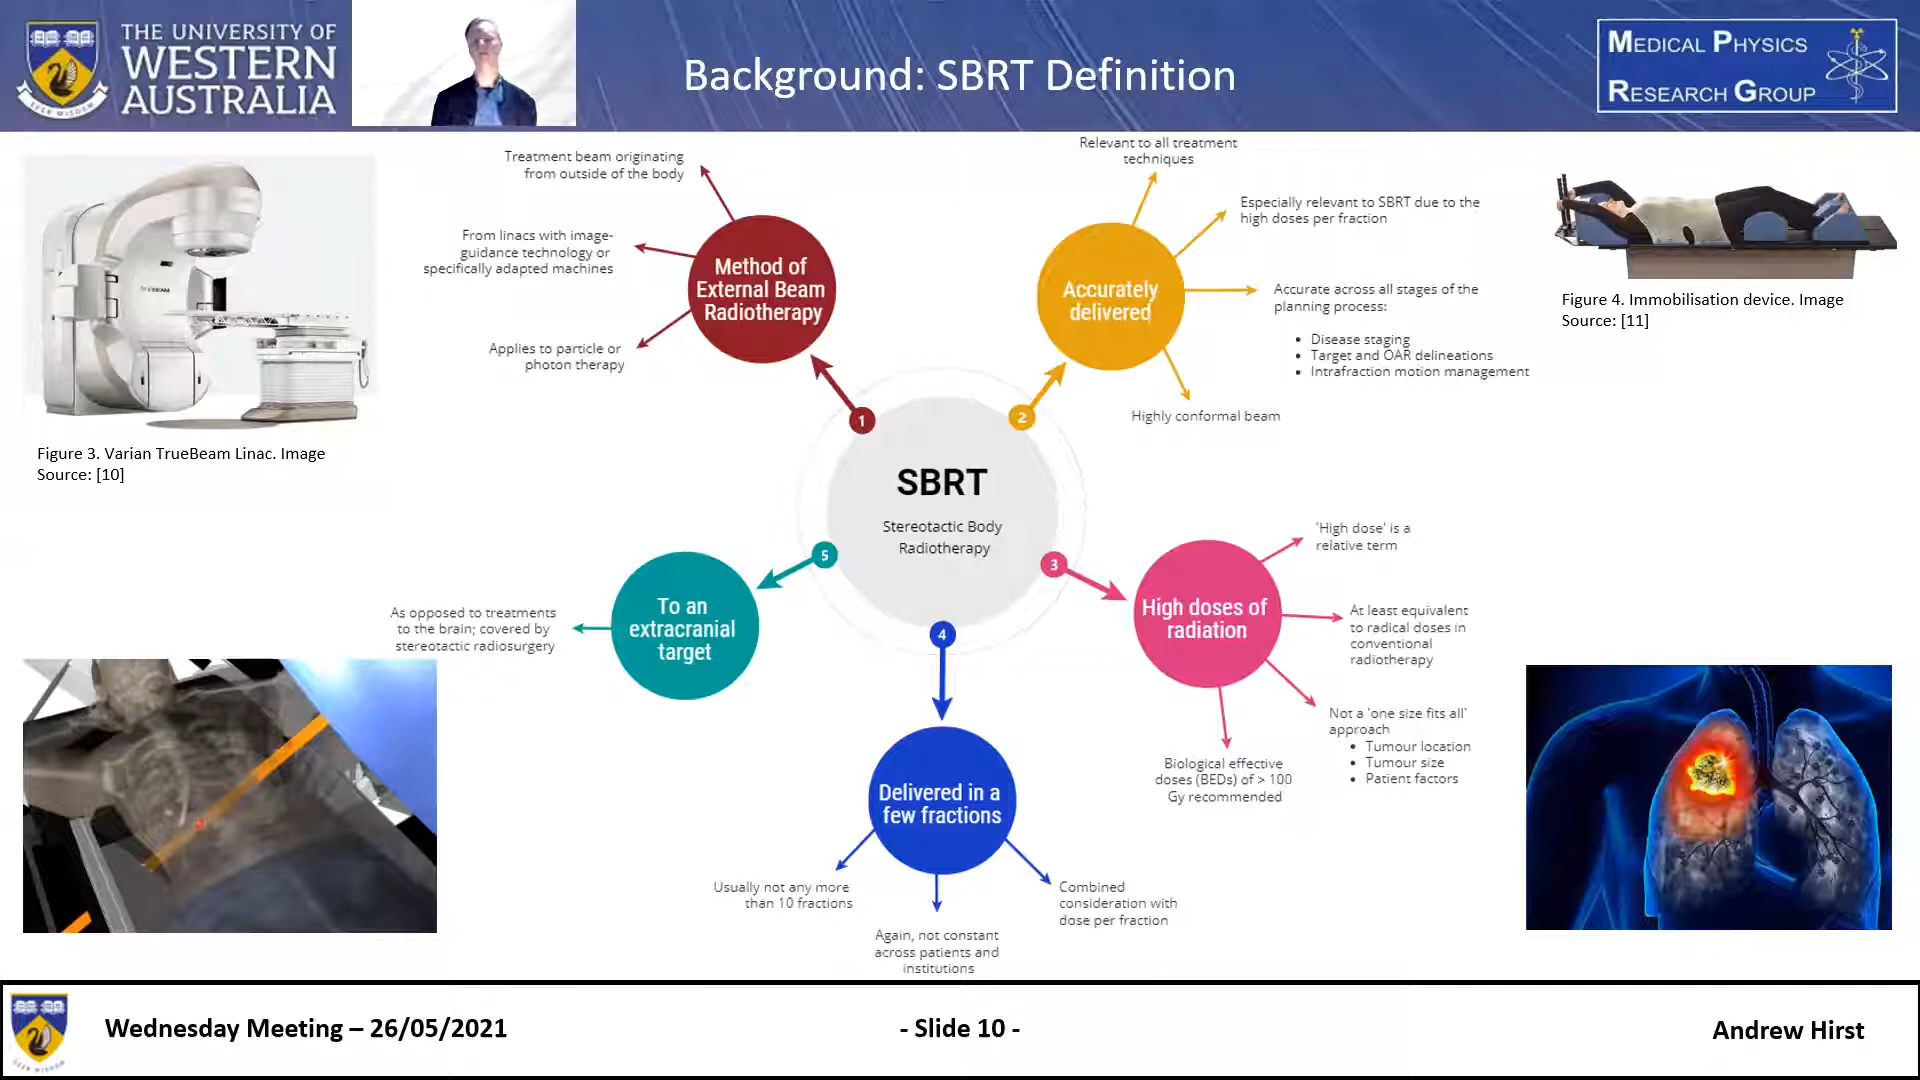 THE UNIVERSITY OF
WESTERN
AUSTRALIA
Background: SBRT Definition
MEDICAL PHYSICS
RESEARCH GROUP
Treatment beam originating
from outside of the body
From linacs with image-
guidance technology or
specifically adapted machines
Applies to particle or
photon therapy
Method of
External Beam
Radiotherapy
1
Relevant to all treatment
techniques
Especially relevant to SBRT due to the
high doses per fraction
Accurate across all stages of the
planning process:
• Disease staging
• Target and OAR delineations
• Intrafraction motion management
Highly conformal beam
Accurately
delivered
2
Figure 3. Varian TrueBeam Linac. Image
Source: [10]
Figure 4. Immobilisation device. Image
Source: [11]
SBRT
Stereotactic Body
Radiotherapy
3
High doses of
radiation
'High dose' is a
relative term
At least equivalent
to radical doses in
conventional
radiotherapy
Not a 'one size fits all'
approach
• Tumour location
• Tumour size
• Patient factors
Biological effective
doses (BEDs) of > 100
Gy recommended
4
Delivered in a
few fractions
Usually not any more
than 10 fractions
Again, not constant
across patients and
institutions
Combined
consideration with
dose per fraction
5
To an
extracranial
target
As opposed to treatments
to the brain; covered by
stereotactic radiosurgery
Wednesday Meeting – 26/05/2021
- Slide 10 -
Andrew Hirst